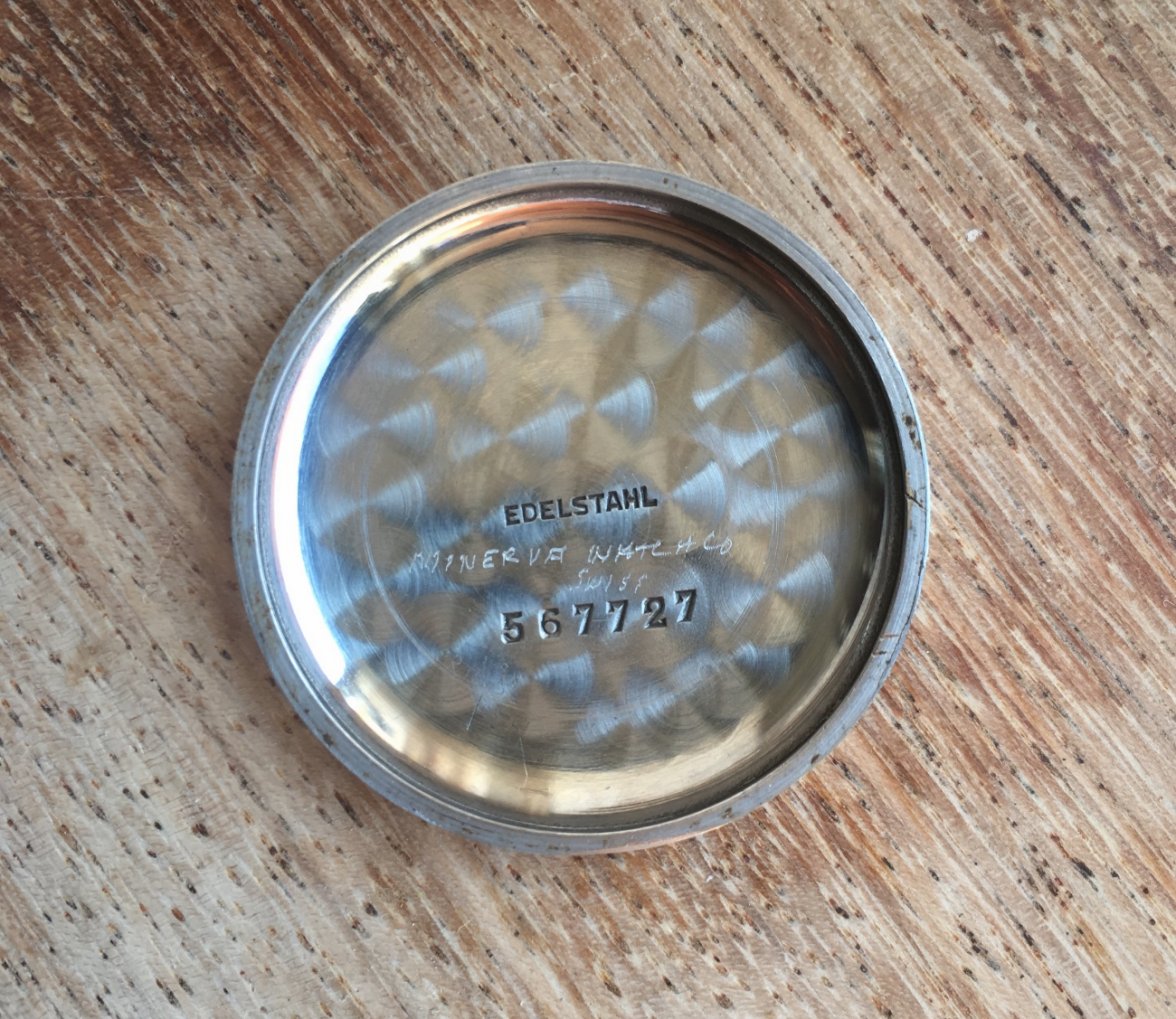 EDELSTAHL
MINERVA WATCH CO
SWISS
567727